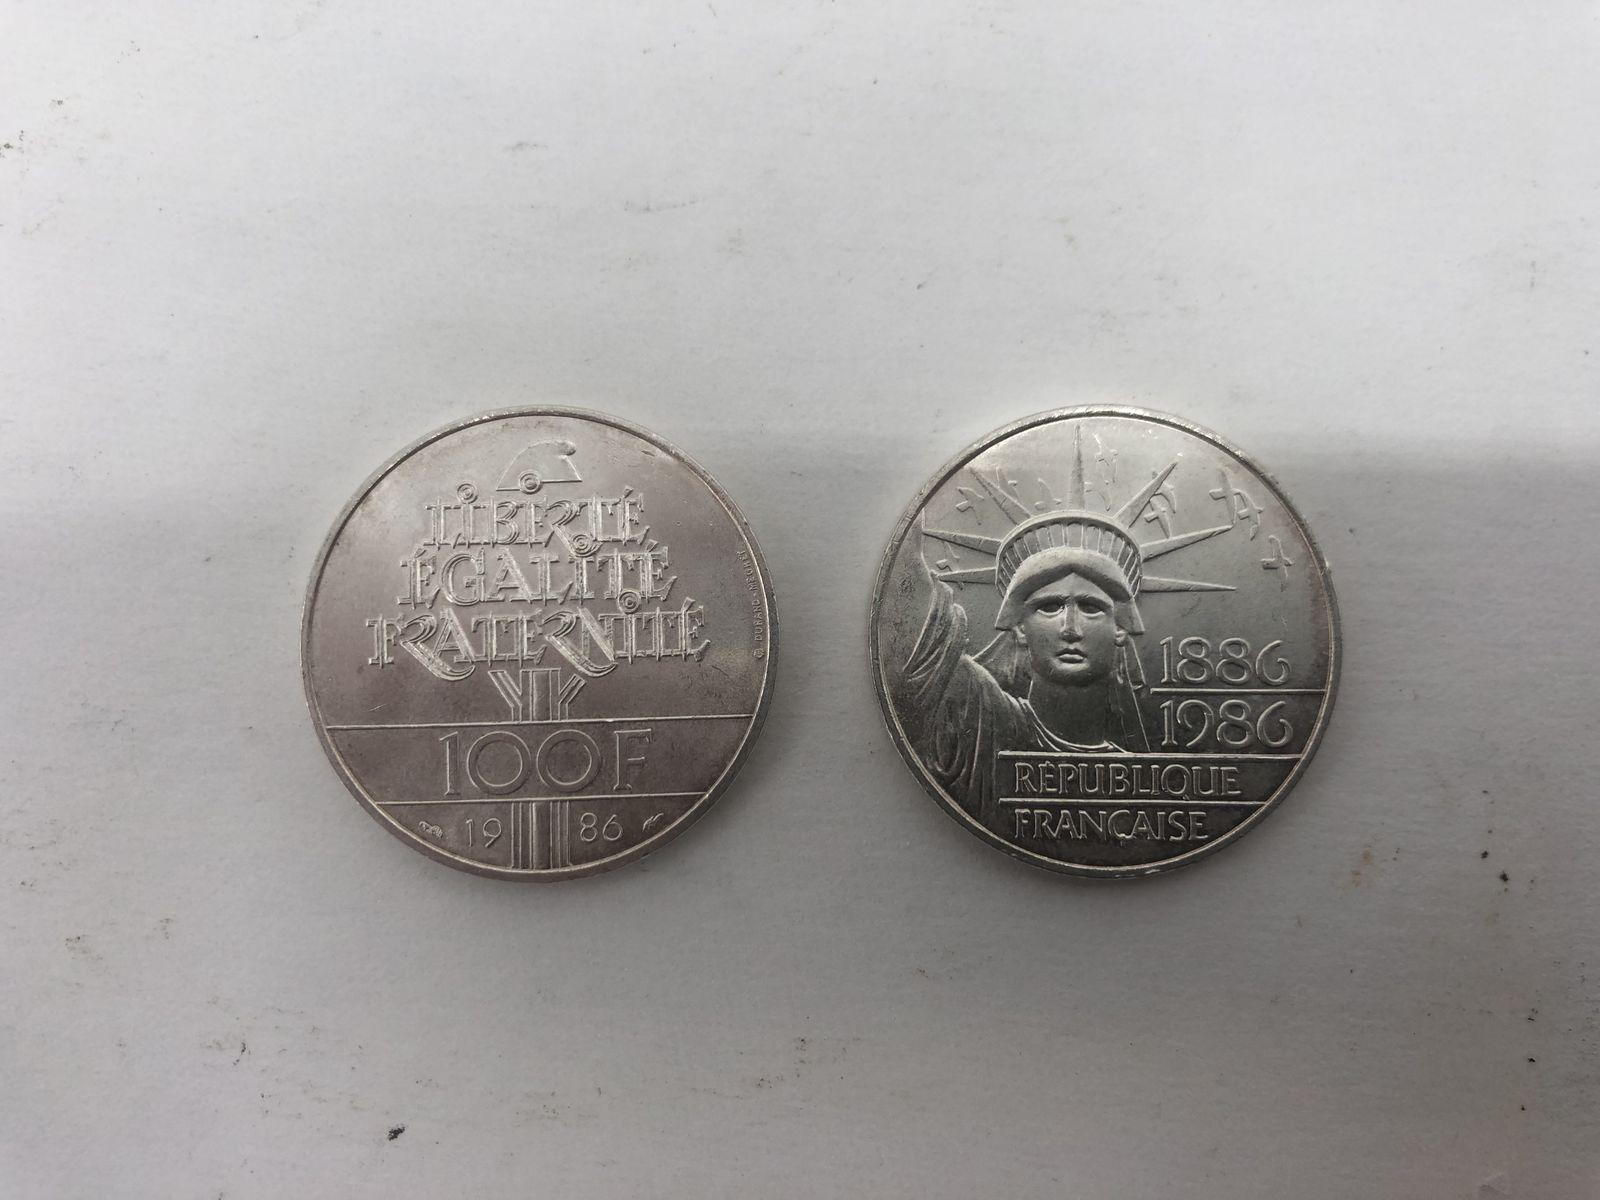 LIBERTÉ
ÉGALITÉ
FRATERNITÉ
100F
19 86
1886
1986
RÉPUBLIQUE
FRANÇAISE